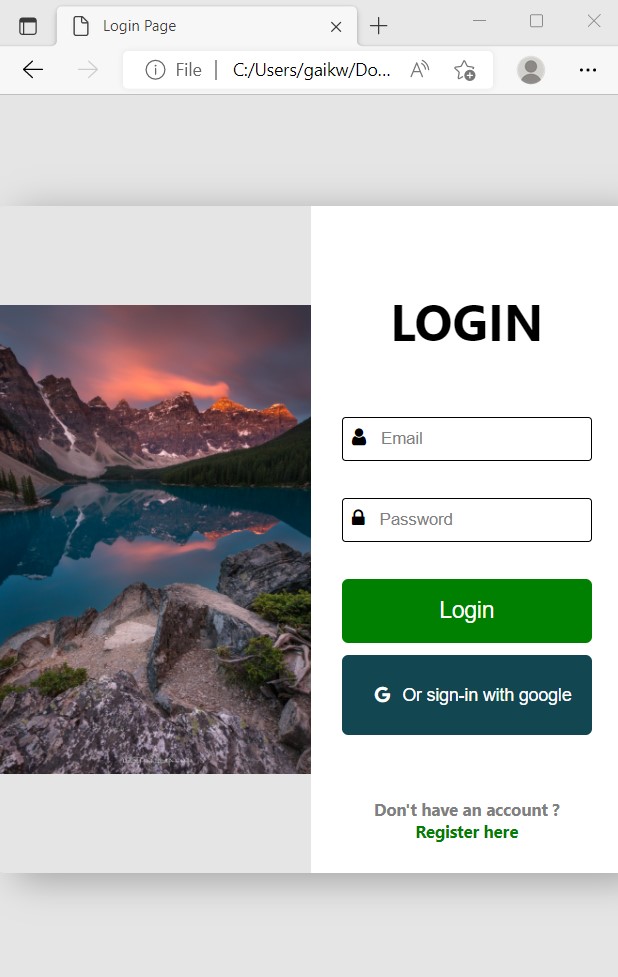 Login Page
File
C:/Users/gaikw/Do...
LOGIN
Email
Password
Login
G Or sign-in with google
Don't have an account ?
Register here